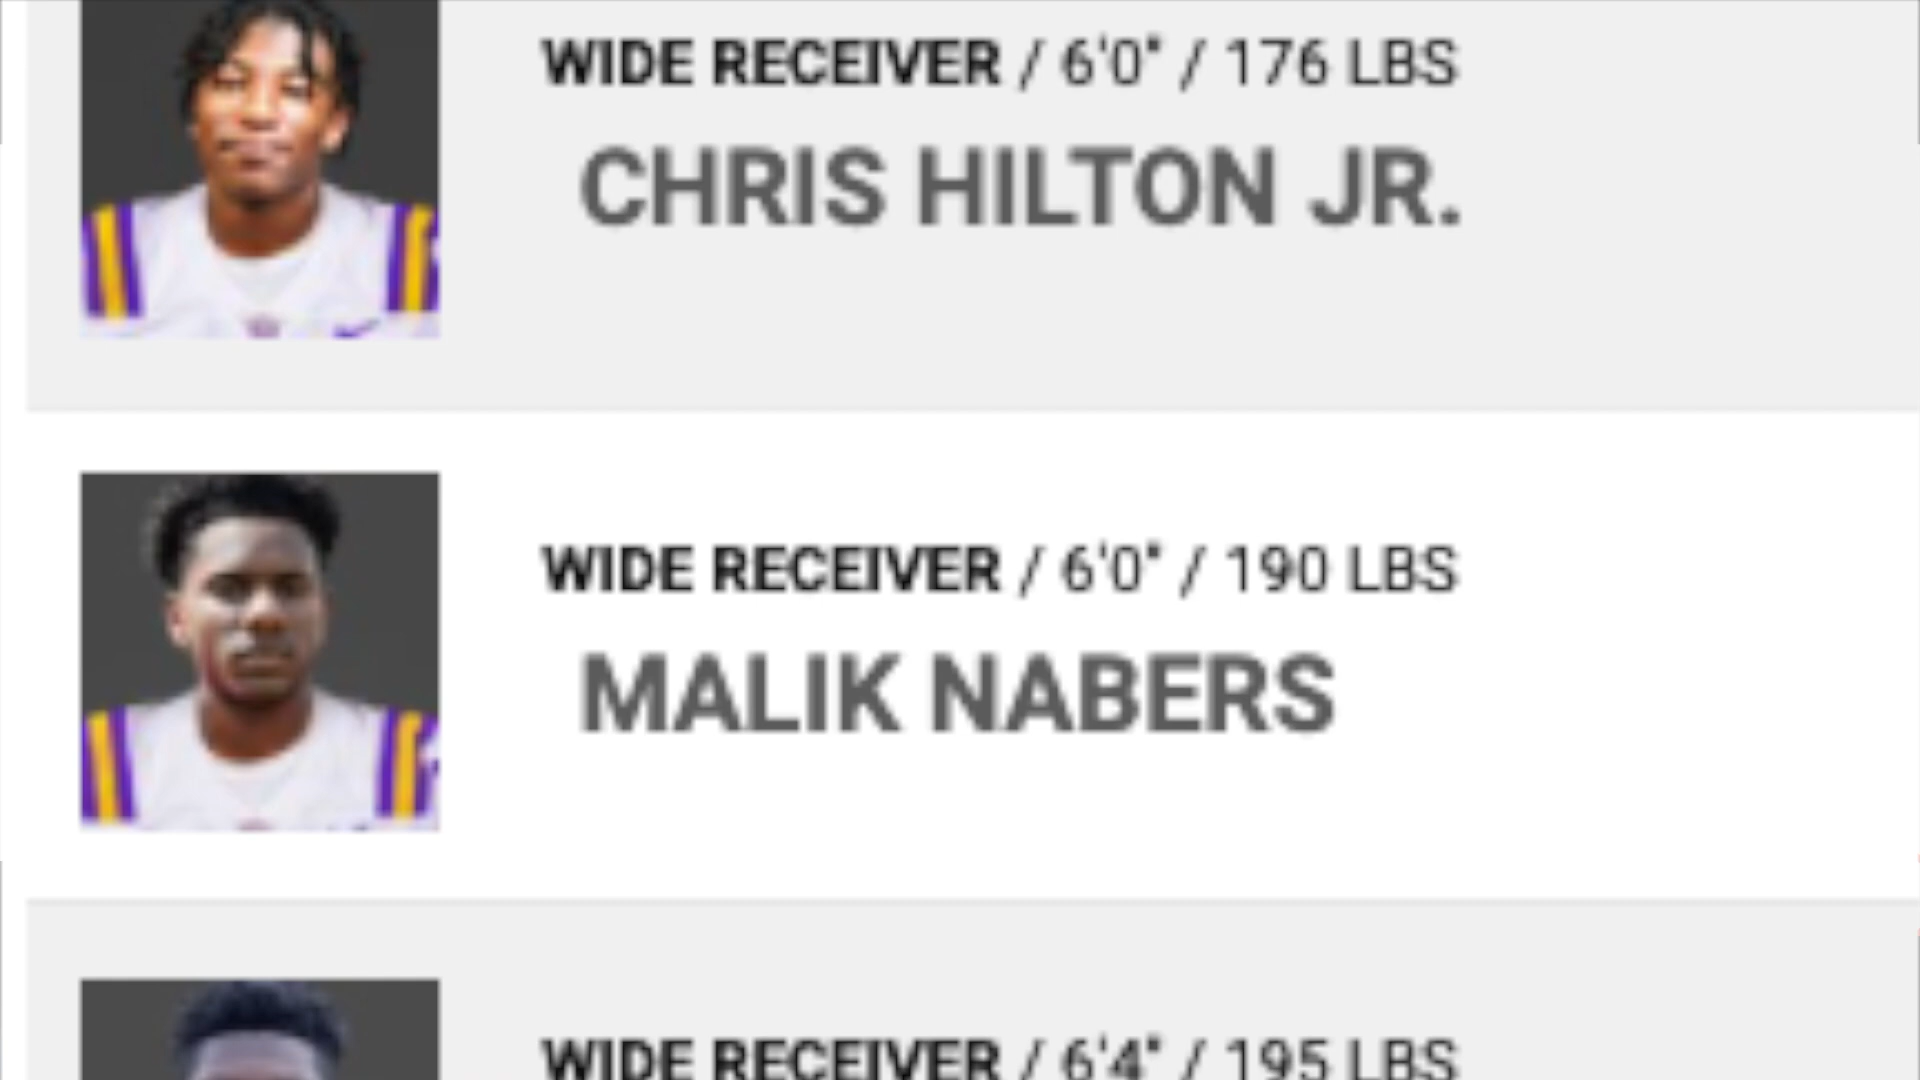 WIDE RECEIVER / 6'0" / 176 LBS
CHRIS HILTON JR.
WIDE RECEIVER / 6'0" / 190 LBS
MALIK NABERS
WIDE RECEIVER / 6'4" / 195 LBS